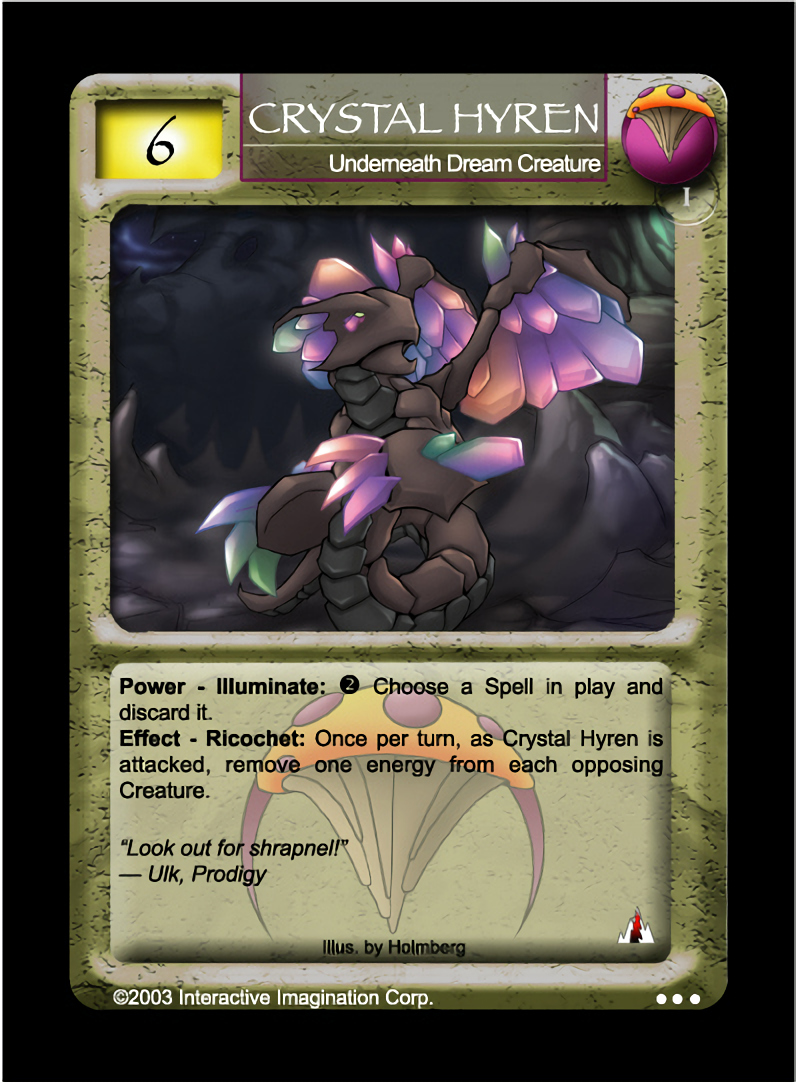 6
CRYSTAL HYREN
Underneath Dream Creature
I
Power - Illuminate: ❷ Choose a Spell in play and
discard it.
Effect - Ricochet: Once per turn, as Crystal Hyren is
attacked, remove one energy from each opposing
Creature.
“Look out for shrapnel!”
— Ulk, Prodigy
Illus. by Holmberg
©2003 Interactive Imagination Corp.